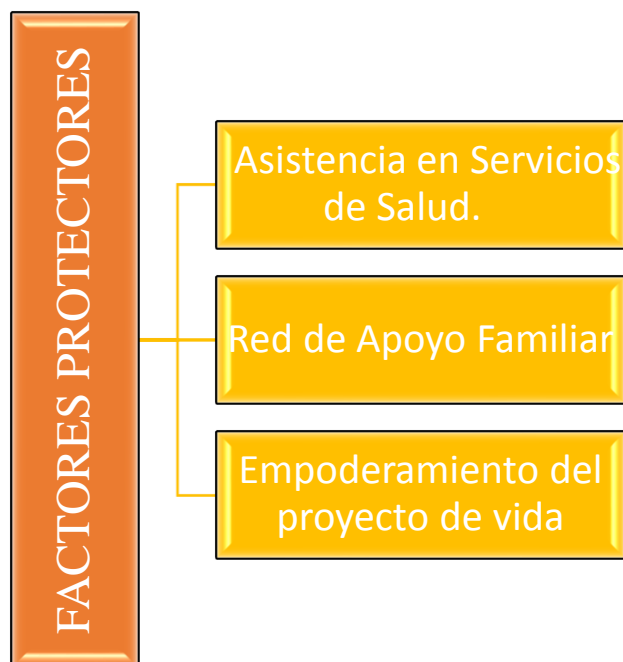 FACTORES PROTECTORES
Asistencia en Servicios
de Salud.
Red de Apoyo Familiar
Empoderamiento del
proyecto de vida